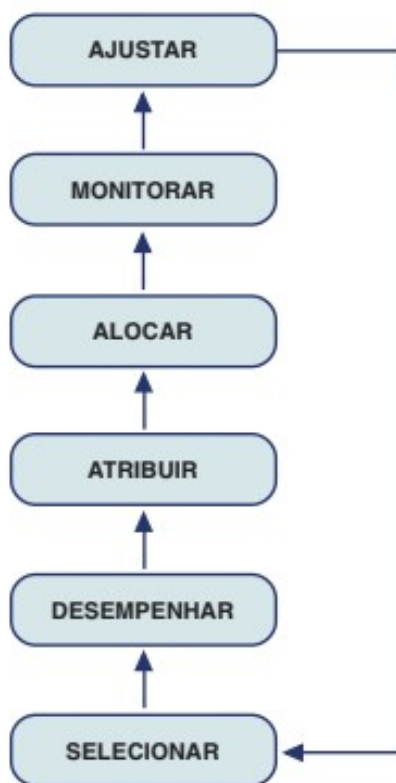 AJUSTAR
MONITORAR
ALOCAR
ATRIBUIR
DESEMPENHAR
SELECIONAR